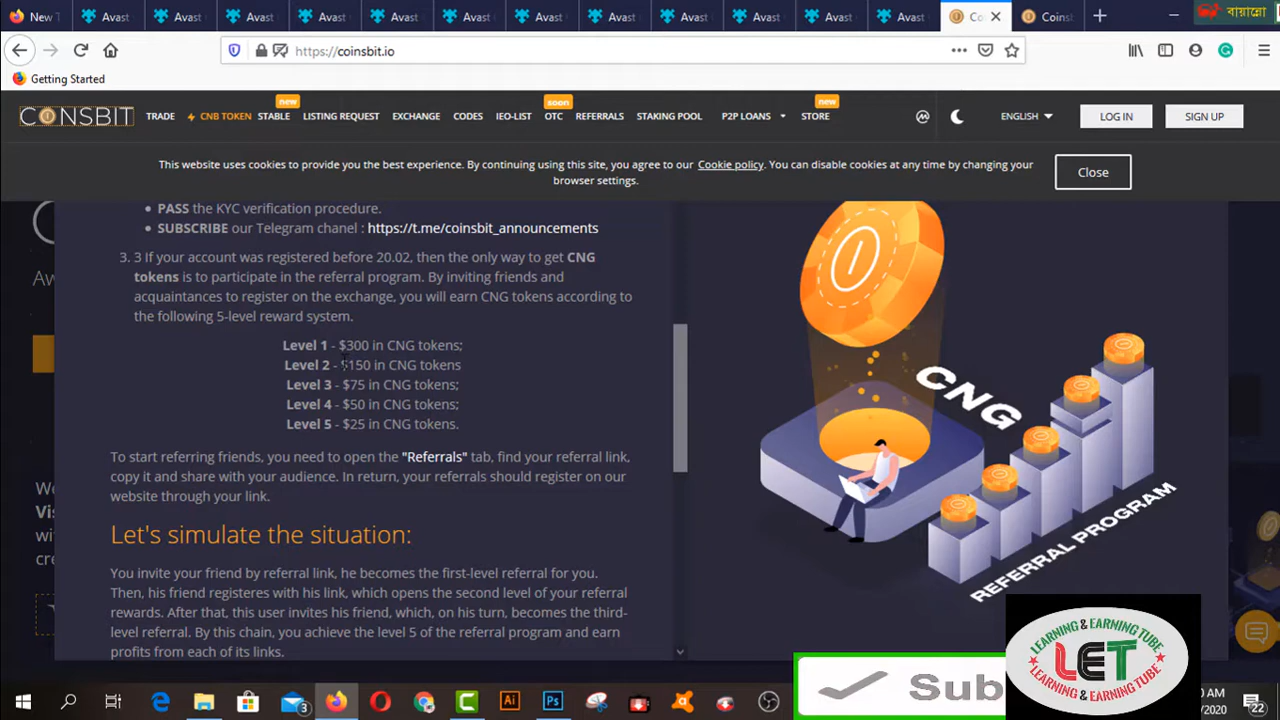 New T
Avast
Avast
Avast
Avast
Avast
Avast
Avast
Avast
Avast
Avast
Avast
Avast
Co
Coins
বায়ান্নো
https://coinsbit.io
Getting Started
COINSBIT
TRADE
CNB TOKEN
new
STABLE
LISTING REQUEST
EXCHANGE
CODES
IEO-LIST
soon
OTC
REFERRALS
STAKING POOL
P2P LOANS
new
STORE
ENGLISH
LOG IN
SIGN UP
This website uses cookies to provide you the best experience. By continuing using this site, you agree to our Cookie policy. You can disable cookies at any time by changing your
browser settings.
Close
• PASS the KYC verification procedure.
• SUBSCRIBE our Telegram chanel : https://t.me/coinsbit_announcements
3. 3 If your account was registered before 20.02, then the only way to get CNG
tokens is to participate in the referral program. By inviting friends and
acquaintances to register on the exchange, you will earn CNG tokens according to
the following 5-level reward system.
Level 1 - $300 in CNG tokens;
Level 2 - $150 in CNG tokens
Level 3 - $75 in CNG tokens;
Level 4 - $50 in CNG tokens;
Level 5 - $25 in CNG tokens.
To start referring friends, you need to open the "Referrals" tab, find your referral link,
copy it and share with your audience. In return, your referrals should register on our
website through your link.
Let's simulate the situation:
You invite your friend by referral link, he becomes the first-level referral for you.
Then, his friend registeres with his link, which opens the second level of your referral
rewards. After that, this user invites his friend, which, on his turn, becomes the third-
level referral. By this chain, you achieve the level 5 of the referral program and earn
profits from each of its links.
Aw
We
Vis
wit
cre
CNG
REFERRAL PROGRAM
LEARNING & EARNING TUBE
LET
LEARNING & EARNING TUBE
Sub
3
Ai
Ps
0 AM
/2020
22